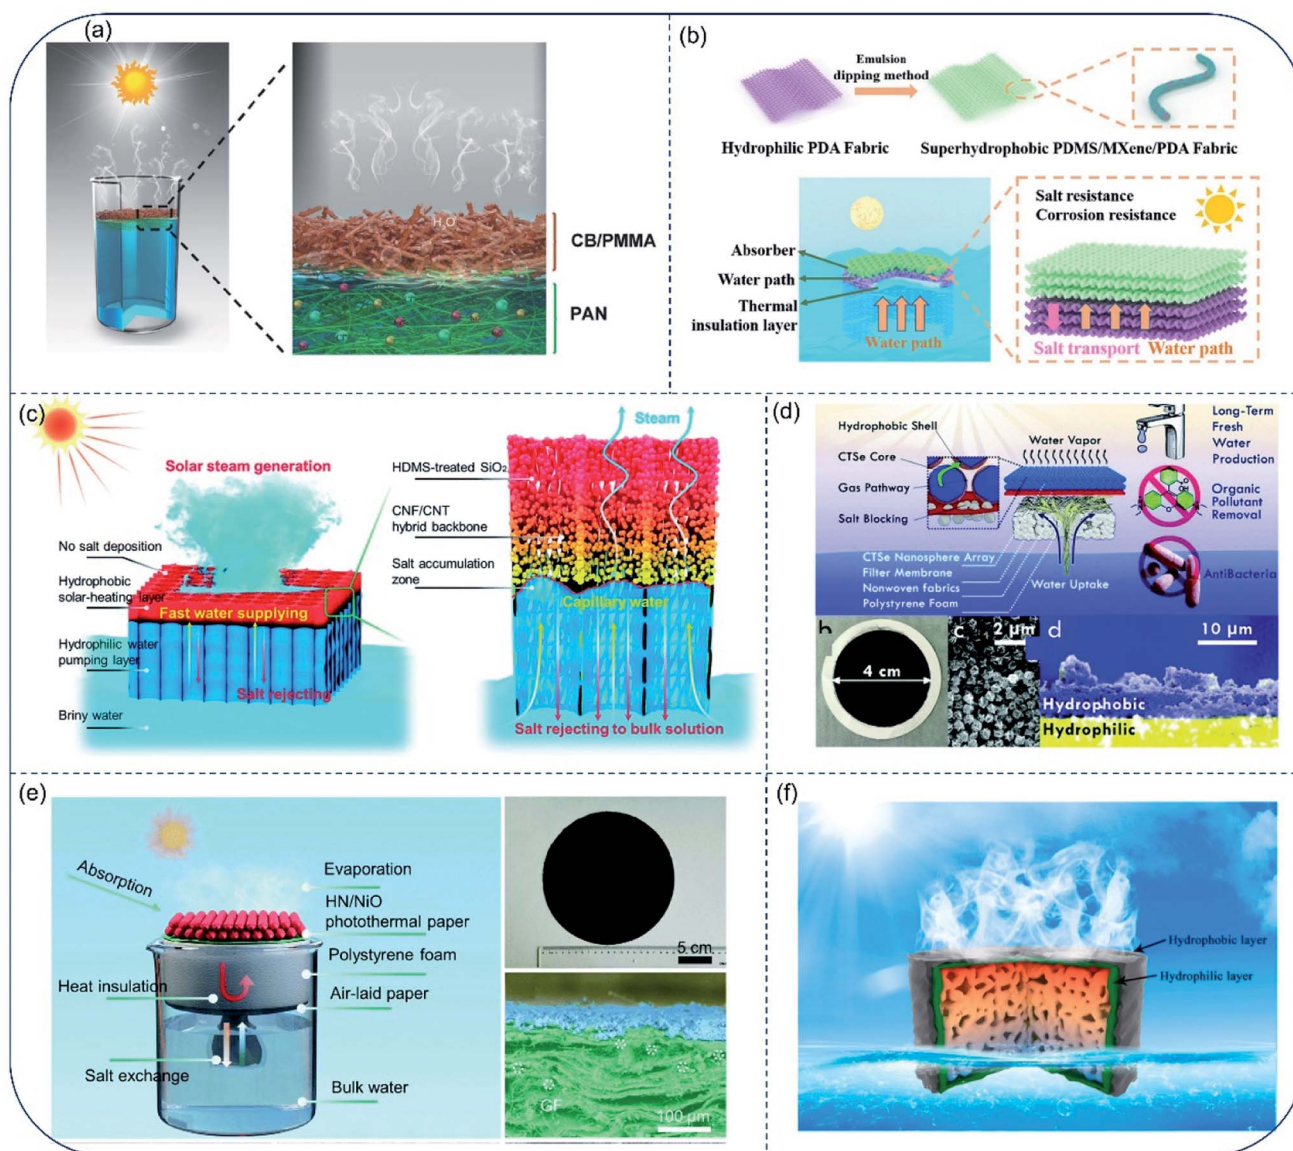 (a)
H₂O
CB/PMMA
PAN
(b)
Emulsion
dipping method
Hydrophilic PDA Fabric
Superhydrophobic PDMS/MXene/PDA Fabric
Absorber
Water path
Thermal
insulation layer
Water path
Salt resistance
Corrosion resistance
Salt transport
Water path
(c)
Solar steam generation
No salt deposition
Hydrophobic
solar-heating layer
Fast water supplying
Hydrophilic water
pumping layer
Salt rejecting
Briny water
Steam
HDMS-treated SiO₂
CNF/CNT
hybrid backbone
Salt accumulation
zone
Capillary water
Salt rejecting to bulk solution
(d)
Hydrophobic Shell
CTSe Core
Gas Pathway
Salt Blocking
Water Vapor
CTSe Nanosphere Array
Filter Membrane
Nonwoven fabrics
Polystyrene Foam
Water Uptake
Long-Term
Fresh
Water
Production
OH
Organic
Pollutant
Removal
AntiBacteria
b
4 cm
c
2 μm
d
10 μm
Hydrophobic
Hydrophilic
(e)
Absorption
Evaporation
HN/NiO
photothermal paper
Polystyrene foam
Heat insulation
Air-laid paper
Salt exchange
Bulk water
5 cm
GF
100 μm
(f)
Hydrophobic layer
Hydrophilic layer